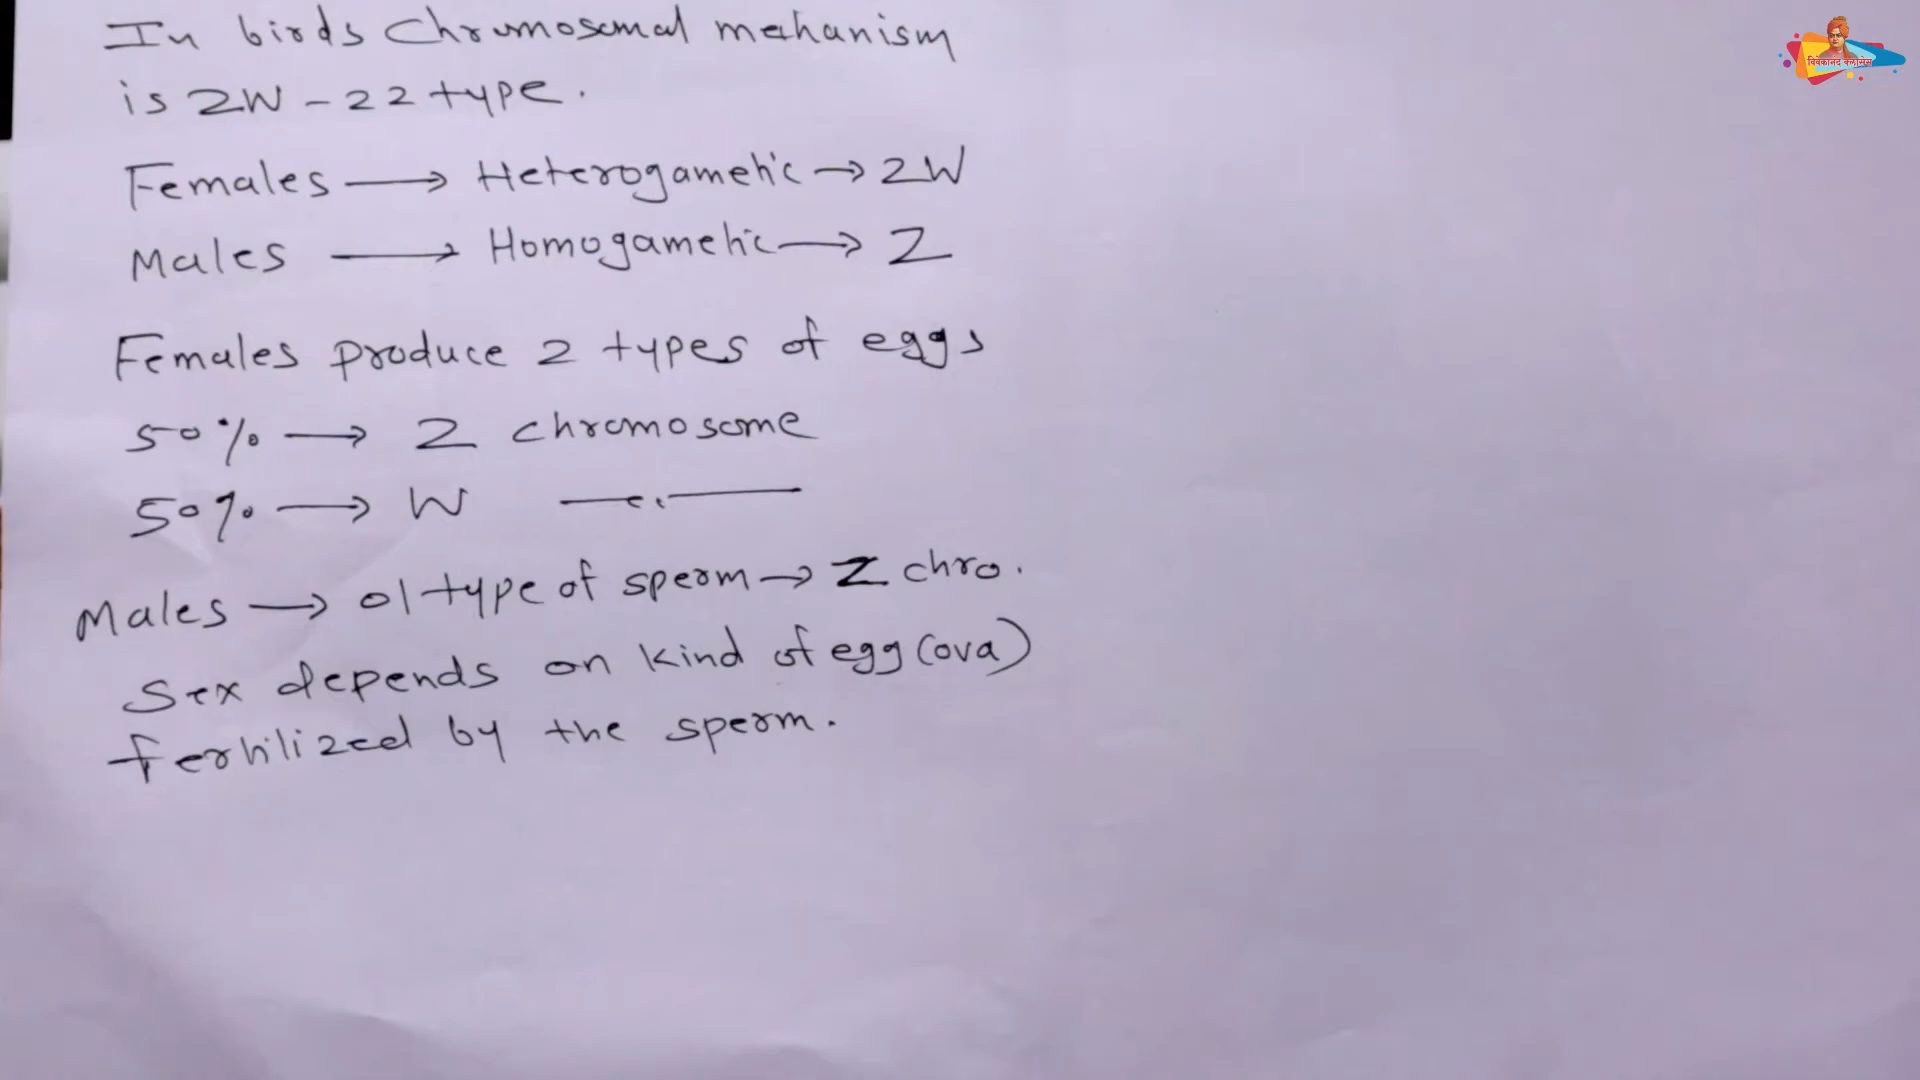 In birds Chromosomal mechanism
is ZW - ZZ type.
Females → Heterogametic → ZW
Males → Homogametic → Z
Females produce 2 types of eggs
50% → Z chromosome
50% → W —〃—
Males → 01 type of sperm → Z chro.
Sex depends on kind of egg (ova)
fertilized by the sperm.
विवेकानंद क्लासेस